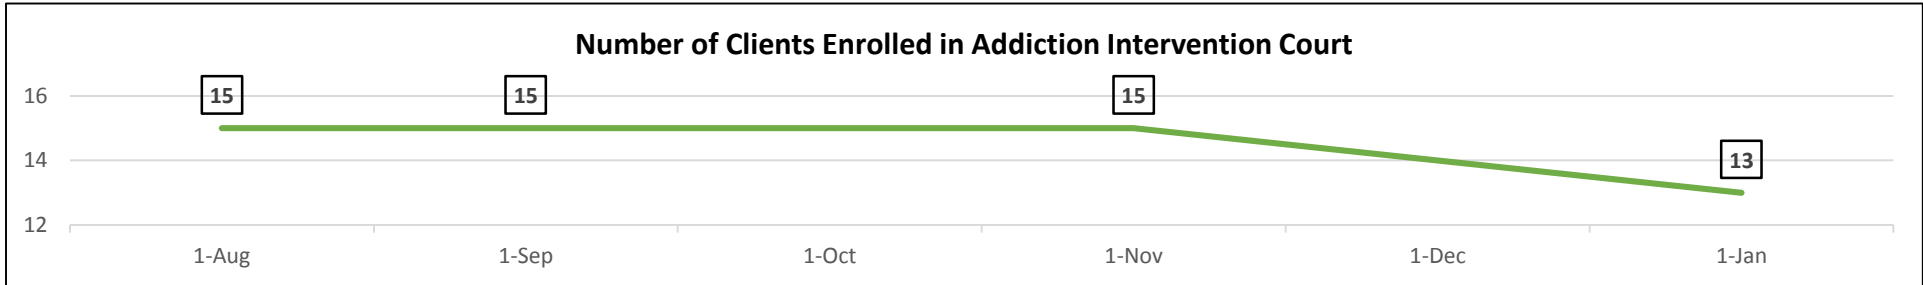 Number of Clients Enrolled in Addiction Intervention Court
16
15
15
15
14
13
12
1-Aug
1-Sep
1-Oct
1-Nov
1-Dec
1-Jan